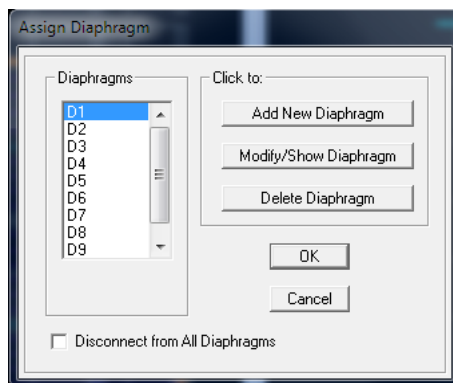 Assign Diaphragm
Diaphragms
D1
D2
D3
D4
D5
D6
D7
D8
D9
Click to:
Add New Diaphragm
Modify/Show Diaphragm
Delete Diaphragm
OK
Cancel
Disconnect from All Diaphragms